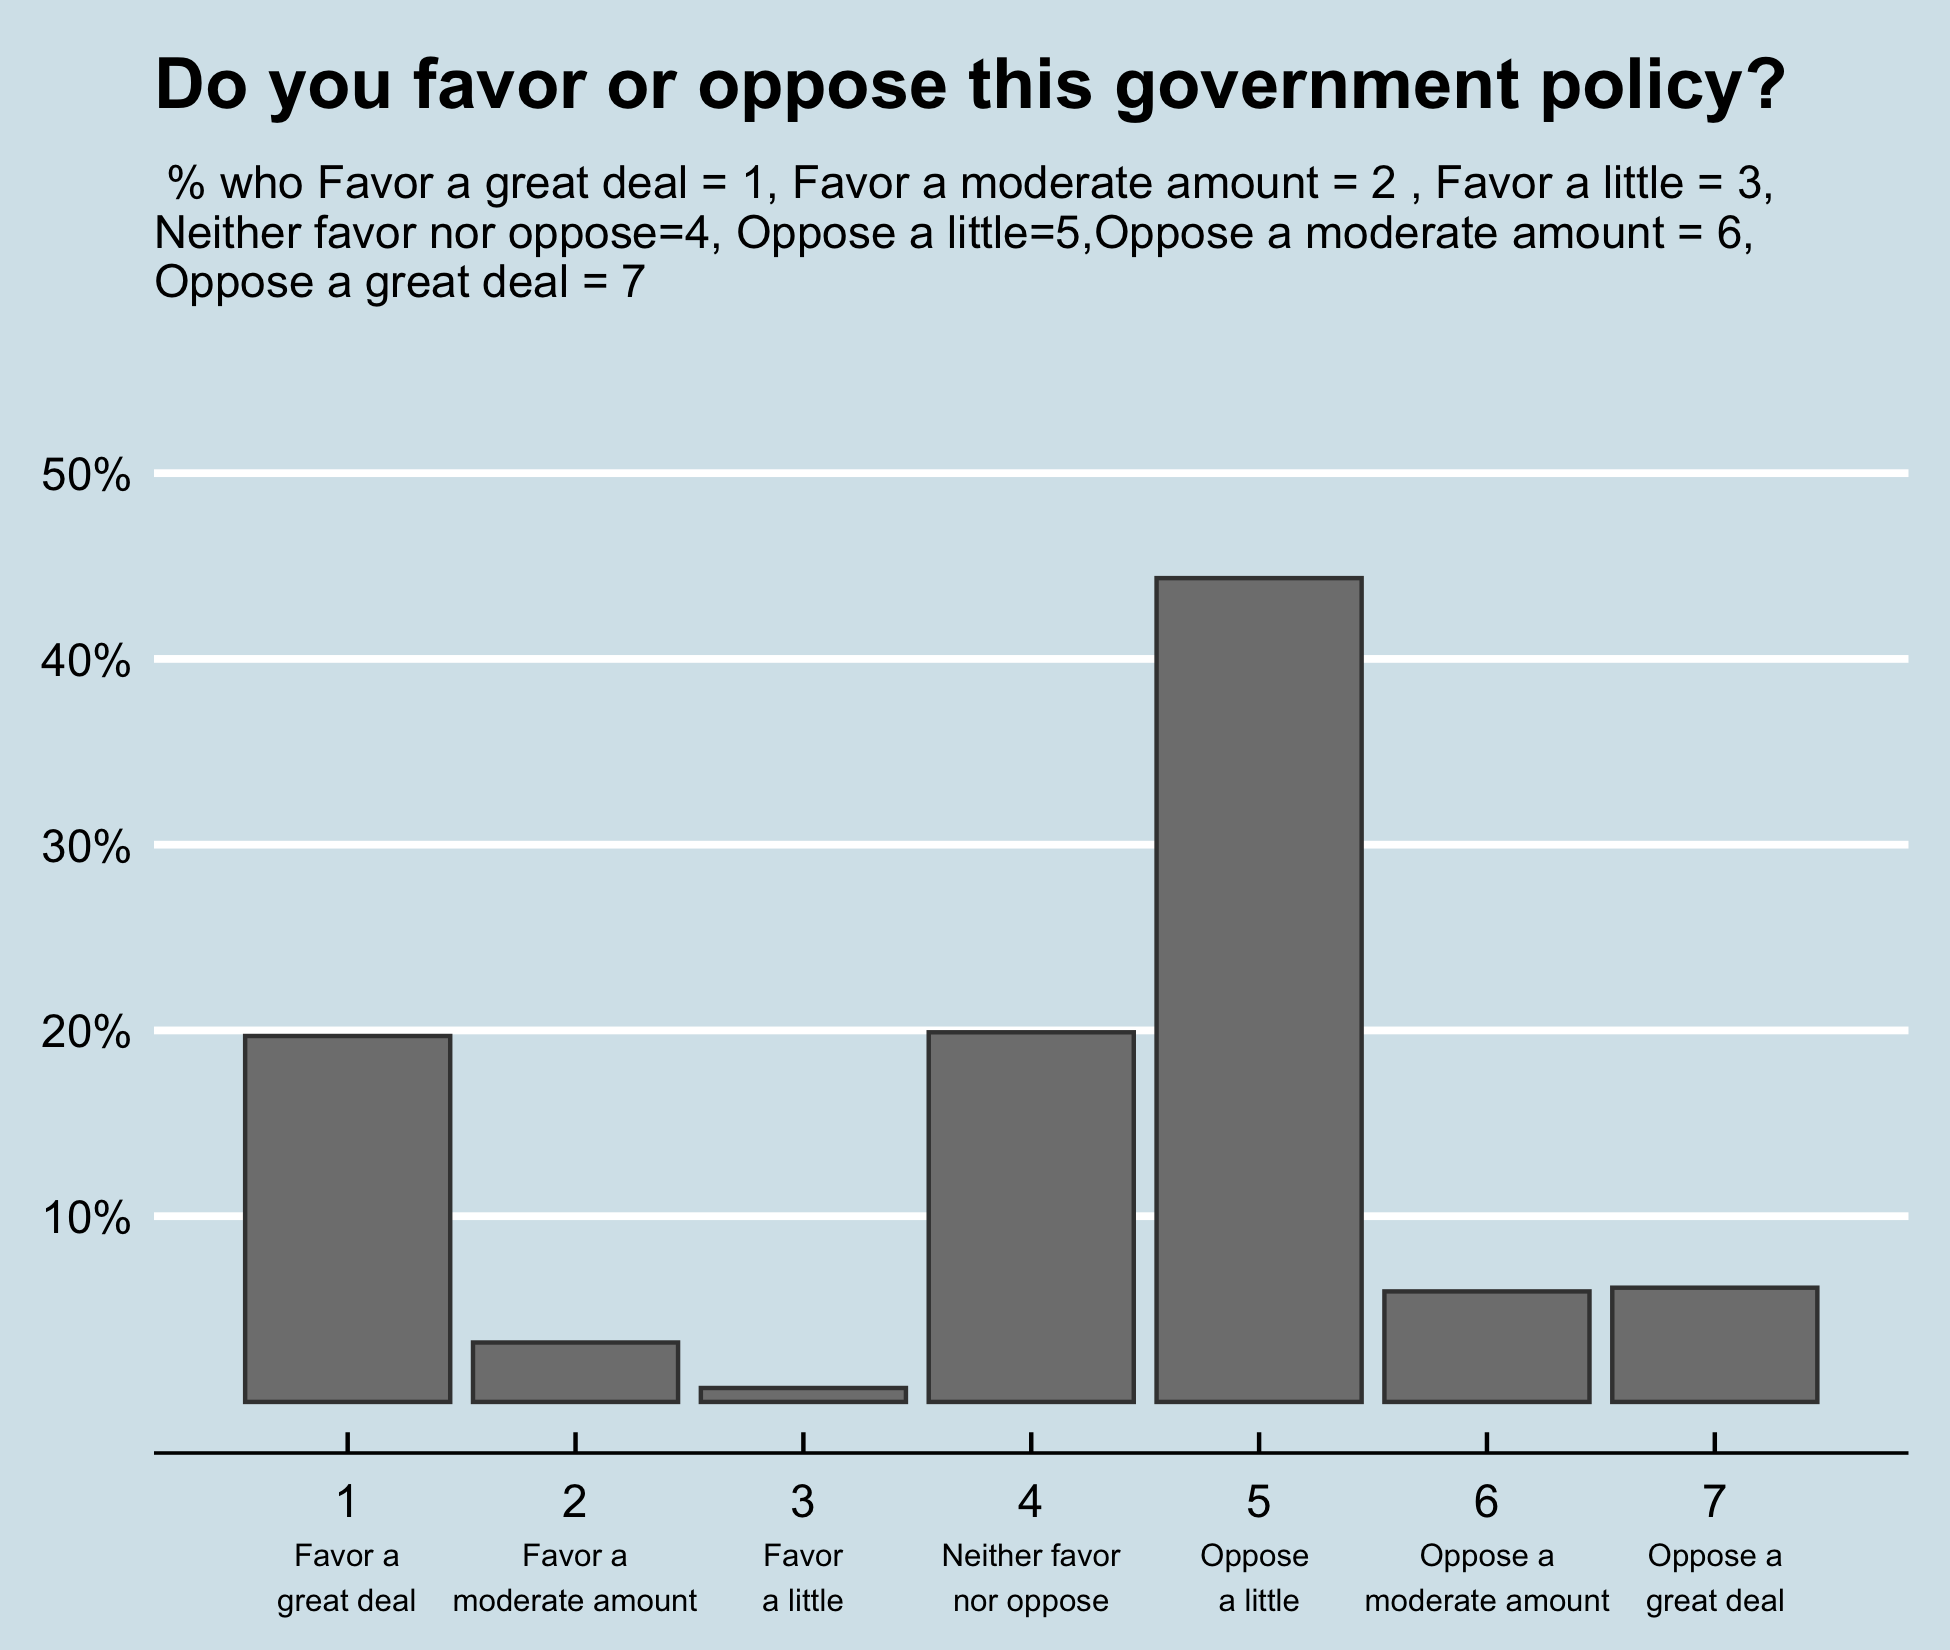 Do you favor or oppose this government policy?
% who Favor a great deal = 1, Favor a moderate amount = 2 , Favor a little = 3,
Neither favor nor oppose=4, Oppose a little=5,Oppose a moderate amount = 6,
Oppose a great deal = 7
50%
40%
30%
20%
10%
1 2 3 4 5 6 7
Favor a Favor a Favor Neither favor Oppose Oppose a Oppose a
great deal moderate amount a little nor oppose a little moderate amount great deal